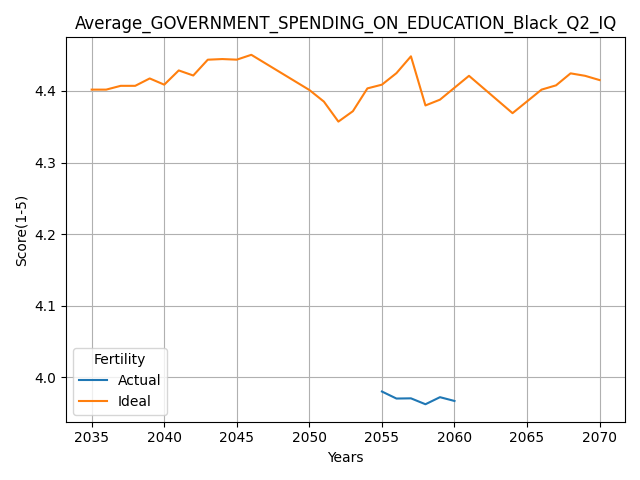 Average_GOVERNMENT_SPENDING_ON_EDUCATION_Black_Q2_IQ
Score(1-5)
4.4
4.3
4.2
4.1
4.0
Fertility
Actual
Ideal
2035 2040 2045 2050 2055 2060 2065 2070
Years